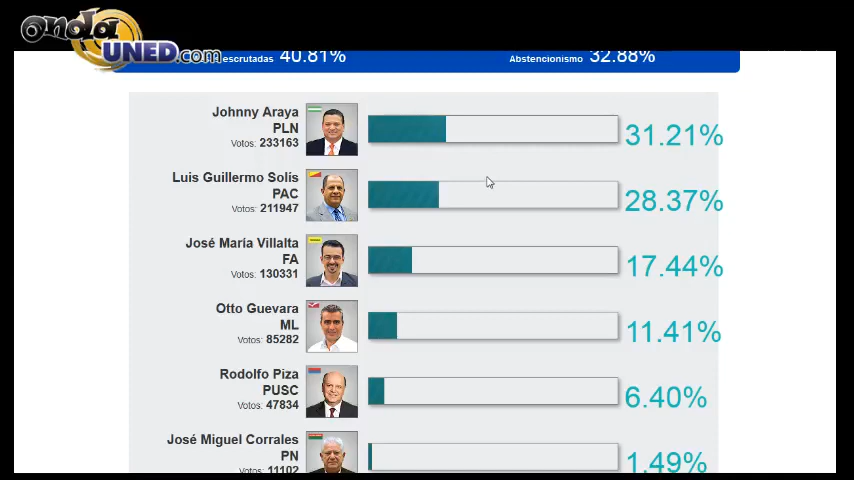 onda
UNED.com
escrutadas 40.81%
Abstencionismo 32.88%
Johnny Araya
PLN
Votos: 233163
31.21%
Luis Guillermo Solís
PAC
Votos: 211947
28.37%
José María Villalta
FA
Votos: 130331
17.44%
Otto Guevara
ML
Votos: 85282
11.41%
Rodolfo Piza
PUSC
Votos: 47834
6.40%
José Miguel Corrales
PN
Votos: 11102
1.49%